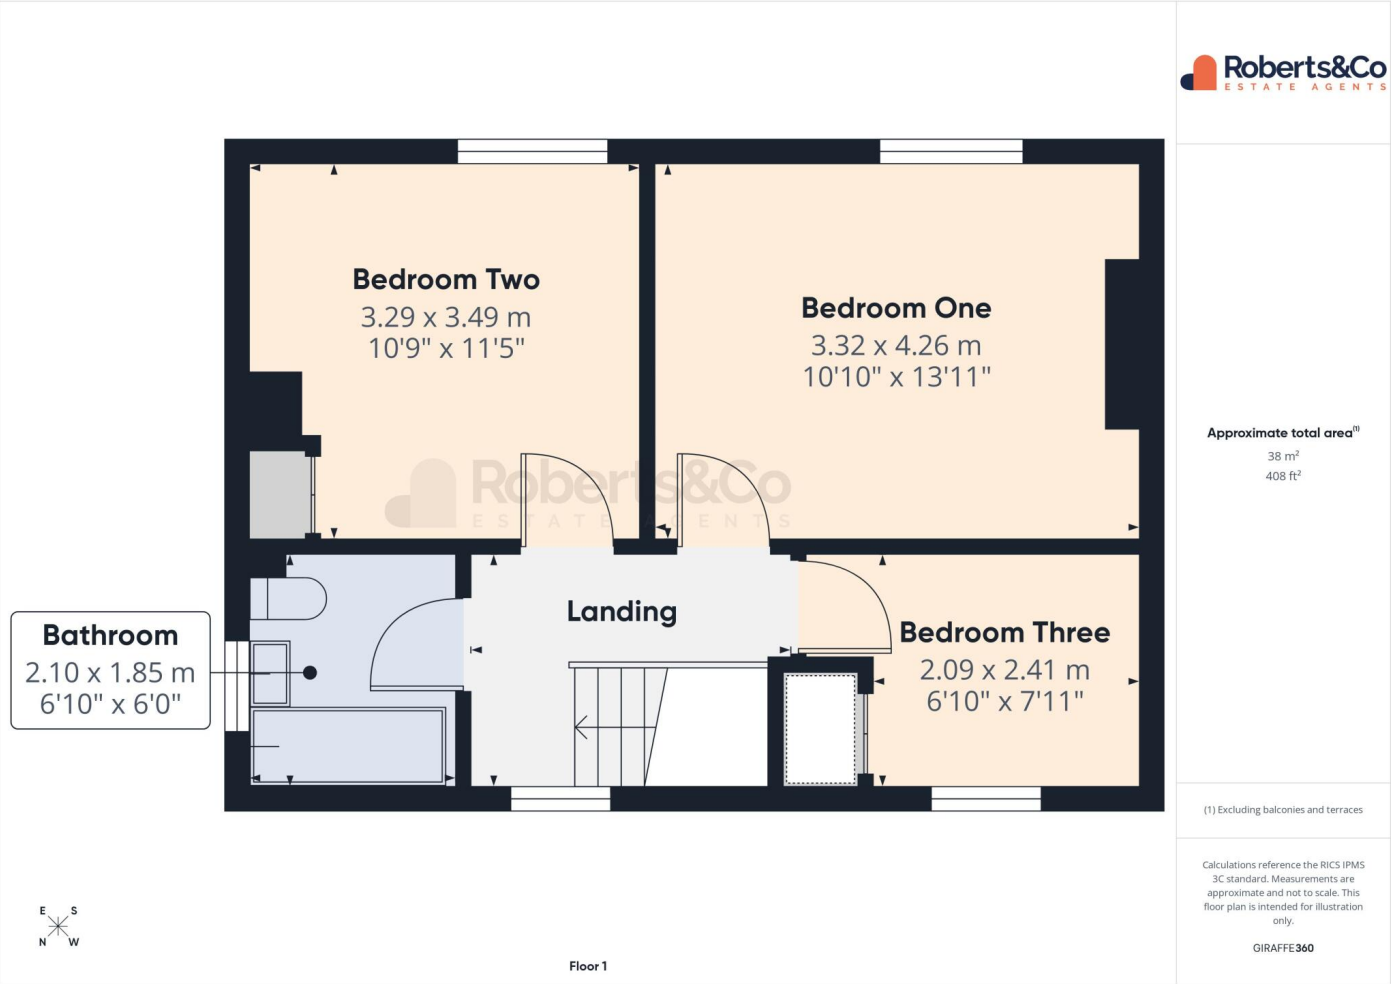 Roberts&Co
ESTATE AGENTS
Bedroom Two
3.29 x 3.49 m
10'9" x 11'5"
Bedroom One
3.32 x 4.26 m
10'10" x 13'11"
Approximate total area(1)
38 m²
408 ft²
Roberts&Co
ESTATE AGENTS
Landing
Bathroom
2.10 x 1.85 m
6'10" x 6'0"
Bedroom Three
2.09 x 2.41 m
6'10" x 7'11"
(1) Excluding balconies and terraces
Calculations reference the RICS IPMS
3C standard. Measurements are
approximate and not to scale. This
floor plan is intended for illustration
only.
GIRAFFE360
E S
N W
Floor 1